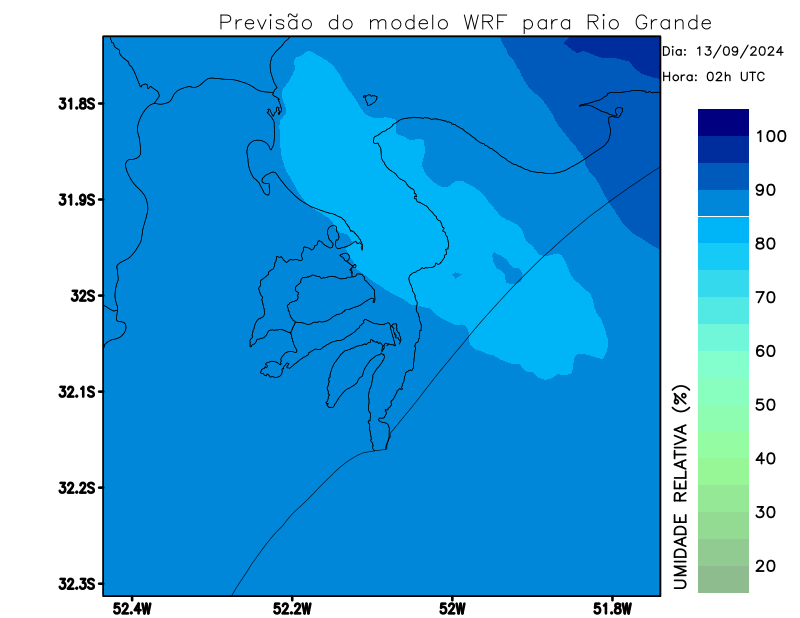 Previsão do modelo WRF para Rio Grande
Dia: 13/09/2024
Hora: 02h UTC
31.8S
31.9S
32S
32.1S
32.2S
32.3S
52.4W
52.2W
52W
51.8W
UMIDADE RELATIVA (%)
100
90
80
70
60
50
40
30
20